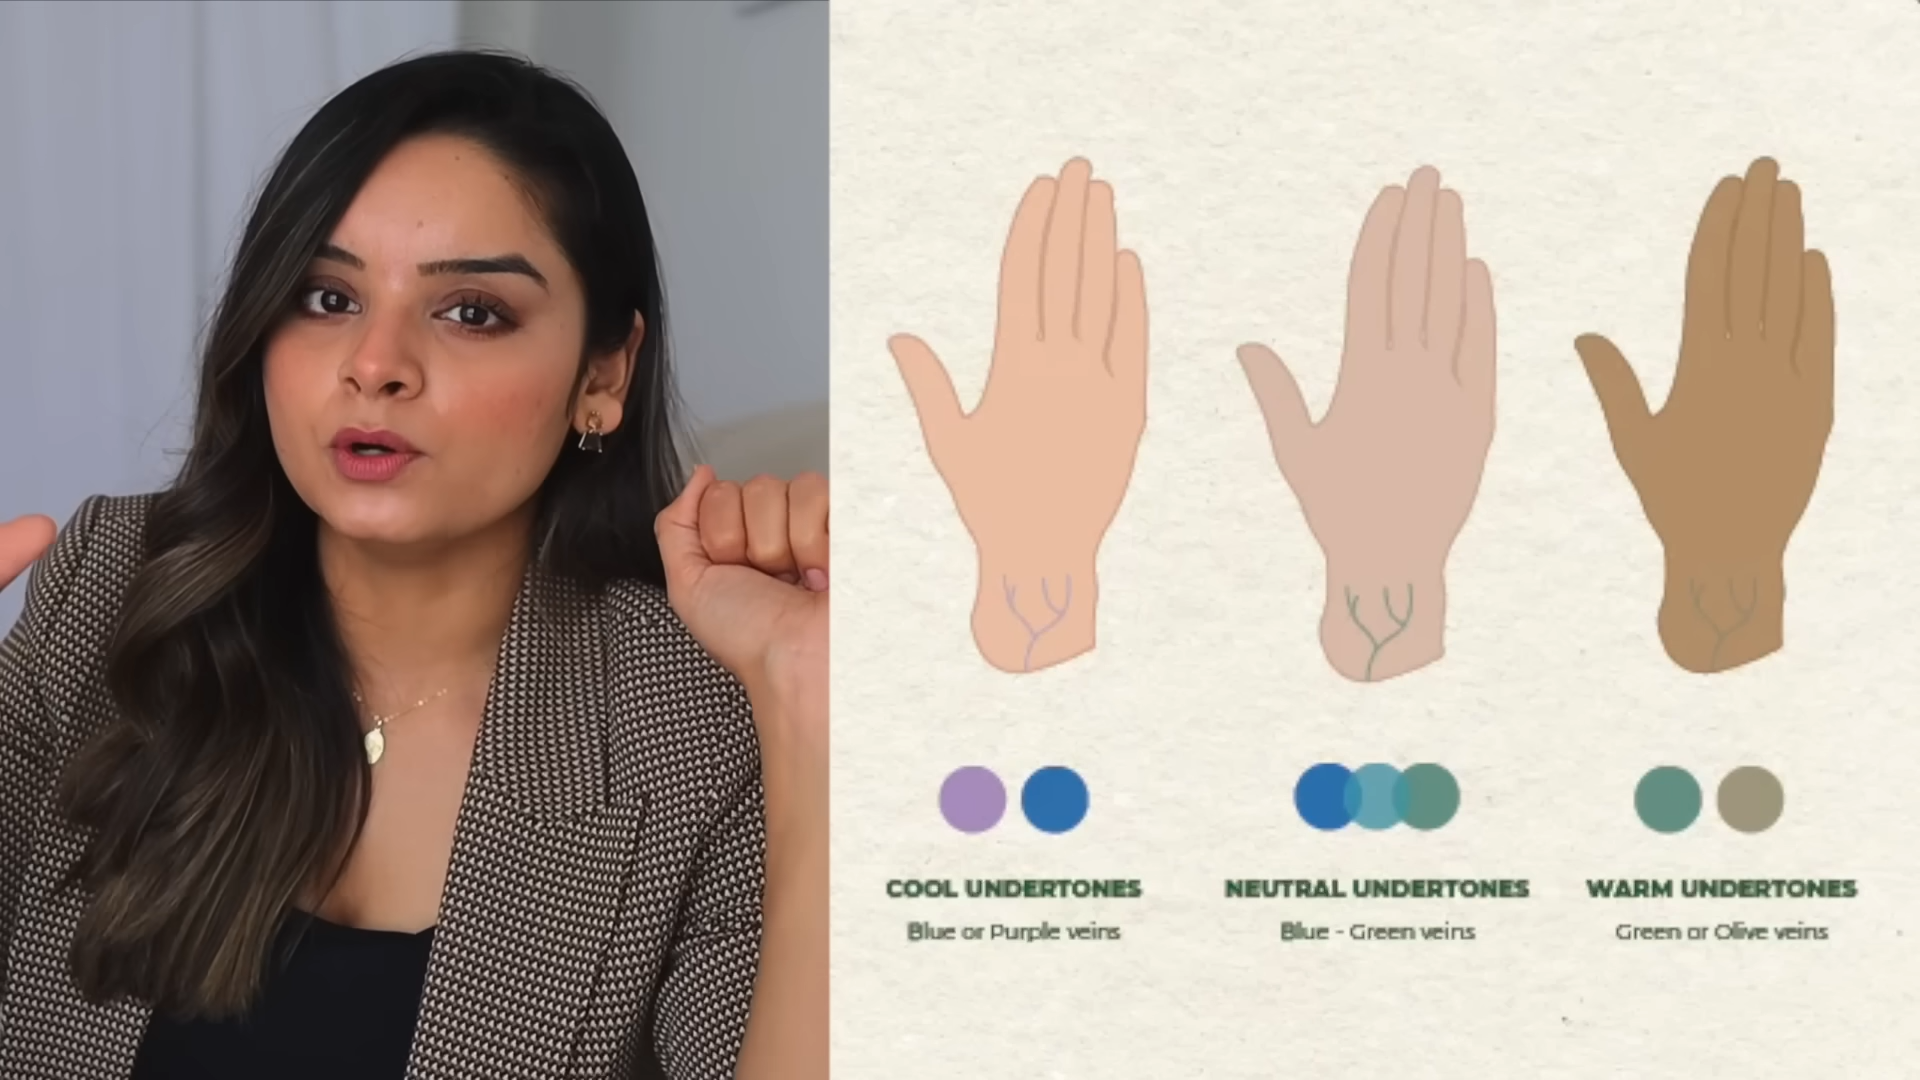 COOL UNDERTONES
Blue or Purple veins
NEUTRAL UNDERTONES
Blue - Green veins
WARM UNDERTONES
Green or Olive veins